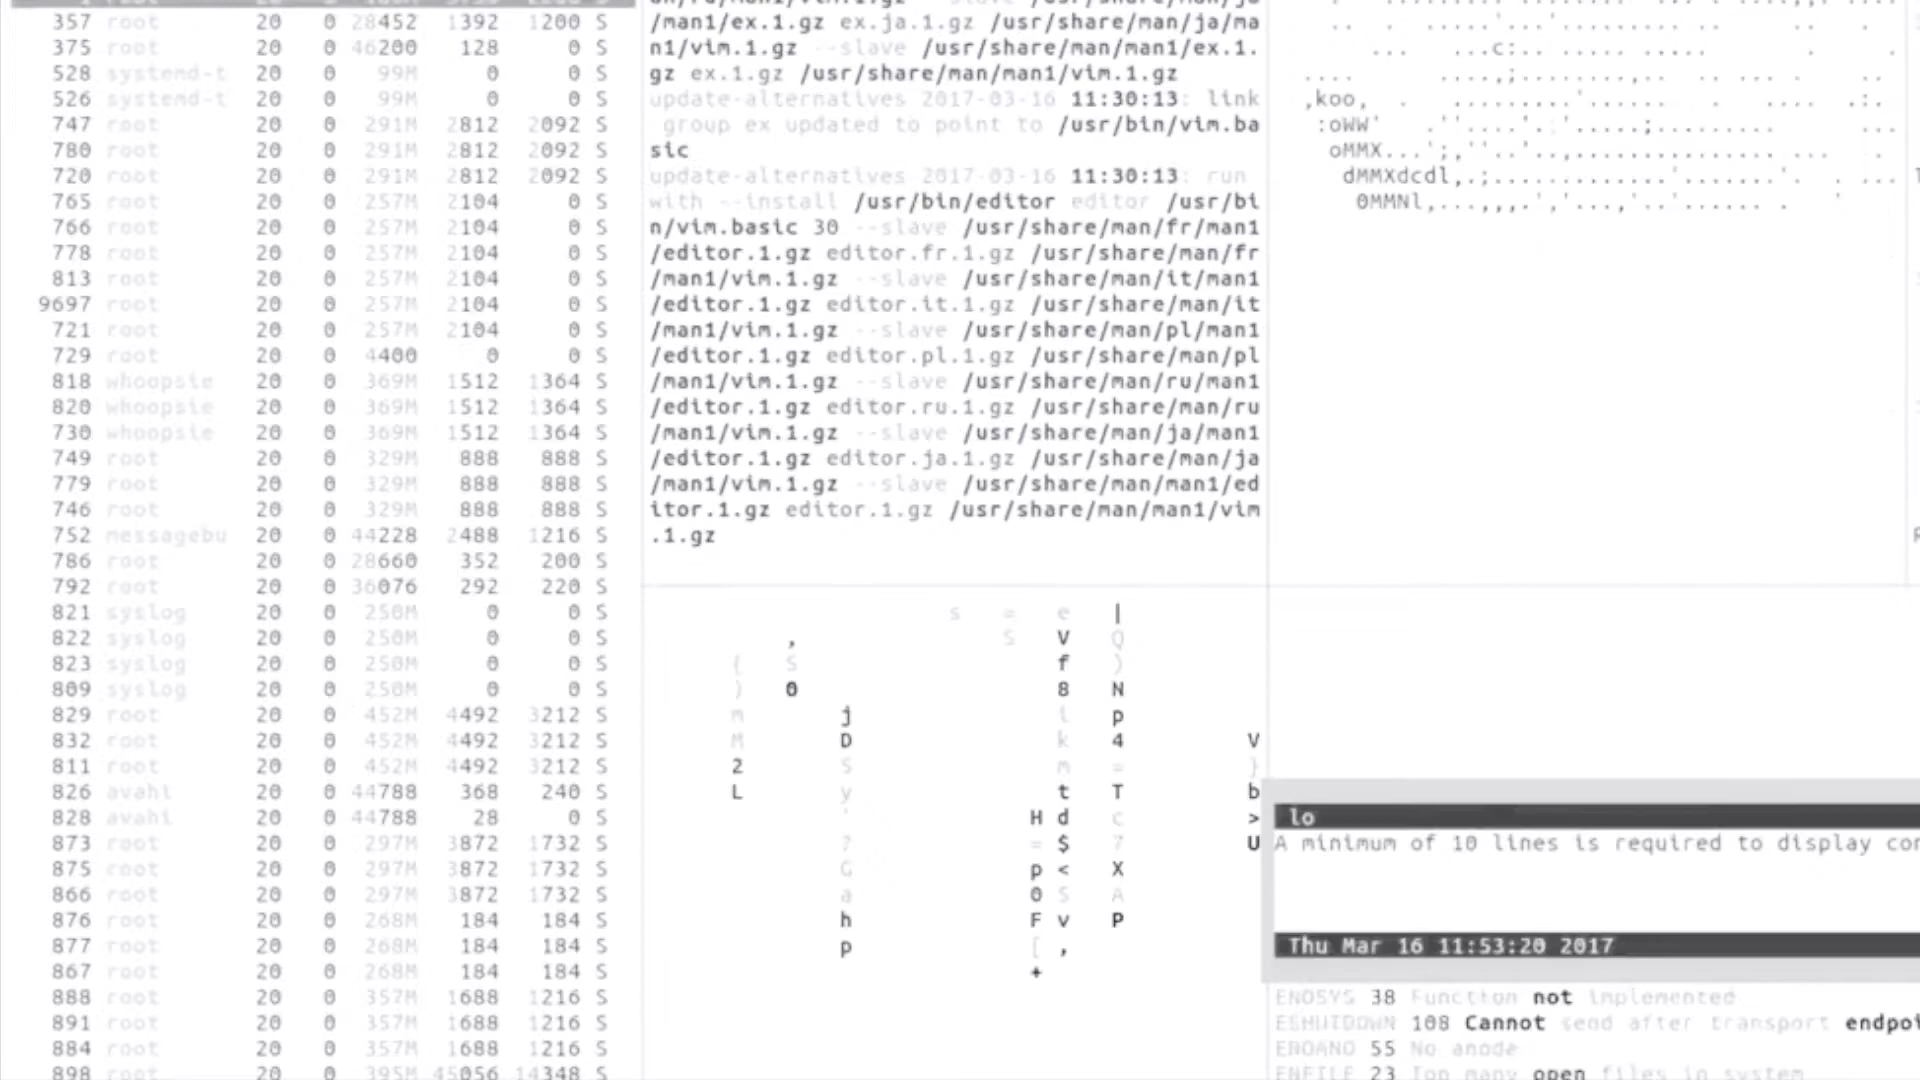 357 root 20 0 28452 1392 1200 S
375 root 20 0 46200 128 0 S
528 systemd-t 20 0 99M 0 0 S
526 systemd-t 20 0 99M 0 0 S
747 root 20 0 291M 2812 2092 S
780 root 20 0 291M 2812 2092 S
720 root 20 0 291M 2812 2092 S
765 root 20 0 257M 2104 0 S
766 root 20 0 257M 2104 0 S
778 root 20 0 257M 2104 0 S
813 root 20 0 257M 2104 0 S
9697 root 20 0 257M 2104 0 S
721 root 20 0 257M 2104 0 S
729 root 20 0 4400 0 0 S
818 whoopsie 20 0 369M 1512 1364 S
820 whoopsie 20 0 369M 1512 1364 S
730 whoopsie 20 0 369M 1512 1364 S
749 root 20 0 329M 888 888 S
779 root 20 0 329M 888 888 S
746 root 20 0 329M 888 888 S
752 messagebu 20 0 44228 2488 1216 S
786 root 20 0 28660 352 200 S
792 root 20 0 36076 292 220 S
821 syslog 20 0 250M 0 0 S
822 syslog 20 0 250M 0 0 S
823 syslog 20 0 250M 0 0 S
809 syslog 20 0 250M 0 0 S
829 root 20 0 452M 4492 3212 S
832 root 20 0 452M 4492 3212 S
811 root 20 0 452M 4492 3212 S
826 avahi 20 0 44788 368 240 S
828 avahi 20 0 44788 28 0 S
873 root 20 0 297M 3872 1732 S
875 root 20 0 297M 3872 1732 S
866 root 20 0 297M 3872 1732 S
876 root 20 0 268M 184 184 S
877 root 20 0 268M 184 184 S
867 root 20 0 268M 184 184 S
888 root 20 0 357M 1688 1216 S
891 root 20 0 357M 1688 1216 S
884 root 20 0 357M 1688 1216 S
898 root 20 0 395M 45056 14348 S
/man1/ex.1.gz ex.ja.1.gz /usr/share/man/ja/ma
n1/vim.1.gz --slave /usr/share/man/man1/ex.1.
gz ex.1.gz /usr/share/man/man1/vim.1.gz
update-alternatives 2017-03-16 11:30:13: link
group ex updated to point to /usr/bin/vim.ba
sic
update-alternatives 2017-03-16 11:30:13: run
with --install /usr/bin/editor editor /usr/bi
n/vim.basic 30 --slave /usr/share/man/fr/man1
/editor.1.gz editor.fr.1.gz /usr/share/man/fr
/man1/vim.1.gz --slave /usr/share/man/it/man1
/editor.1.gz editor.it.1.gz /usr/share/man/it
/man1/vim.1.gz --slave /usr/share/man/pl/man1
/editor.1.gz editor.pl.1.gz /usr/share/man/pl
/man1/vim.1.gz --slave /usr/share/man/ru/man1
/editor.1.gz editor.ru.1.gz /usr/share/man/ru
/man1/vim.1.gz --slave /usr/share/man/ja/man1
/editor.1.gz editor.ja.1.gz /usr/share/man/ja
/man1/vim.1.gz --slave /usr/share/man/man1/ed
itor.1.gz editor.1.gz /usr/share/man/man1/vim
.1.gz
s = e |
, S V Q
( S f )
) 0 8 N
m j l p
M D k 4 V
2 S m = }
L y t T b
' H d c >
? = $ 7 U
G p < X
a 0 S A
h F v P
p [ ,
+
lo
A minimum of 10 lines is required to display con
Thu Mar 16 11:53:20 2017
ENOSYS 38 Function not implemented
ESHUTDOWN 108 Cannot send after transport endpoi
ENOANO 55 No anode
ENFILE 23 Too many open files in system